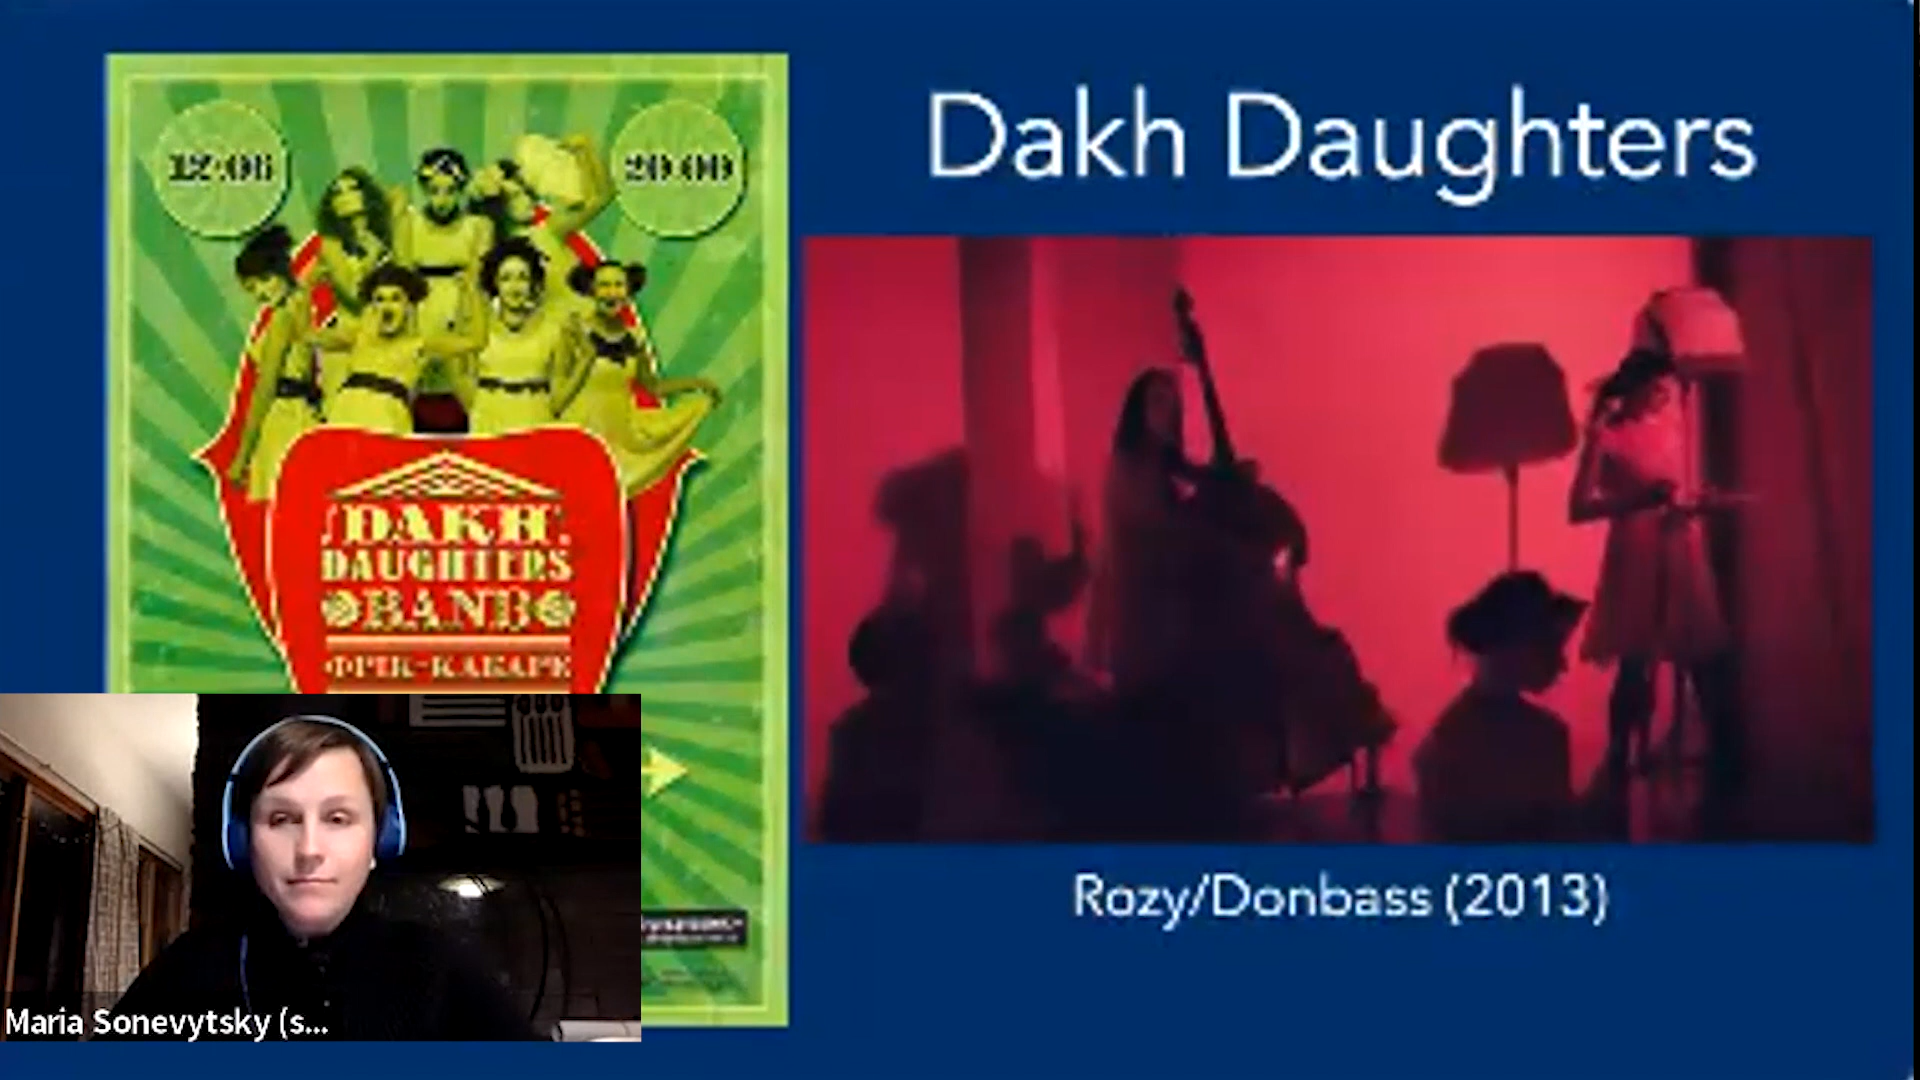 Dakh Daughters
12/06
20:00
DAKH
DAUGHTERS
BAND
ФРІК-КАБАРЕ
Rozy/Donbass (2013)
Maria Sonevytsky (s...